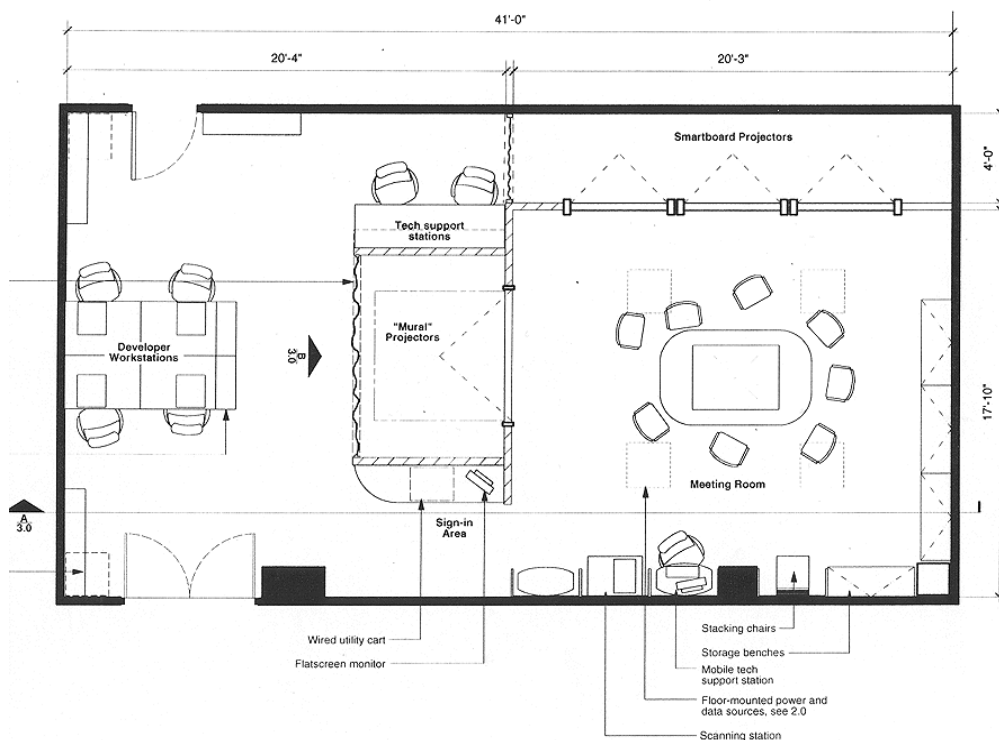 41'-0"
20'-4"
20'-3"
Smartboard Projectors
4'-0"
Tech support
stations
"Mural"
Projectors
Developer
Workstations
B
3.0
17'-10"
Meeting Room
A
3.0
Sign-in
Area
Wired utility cart
Flatscreen monitor
Stacking chairs
Storage benches
Mobile tech
support station
Floor-mounted power and
data sources, see 2.0
Scanning station